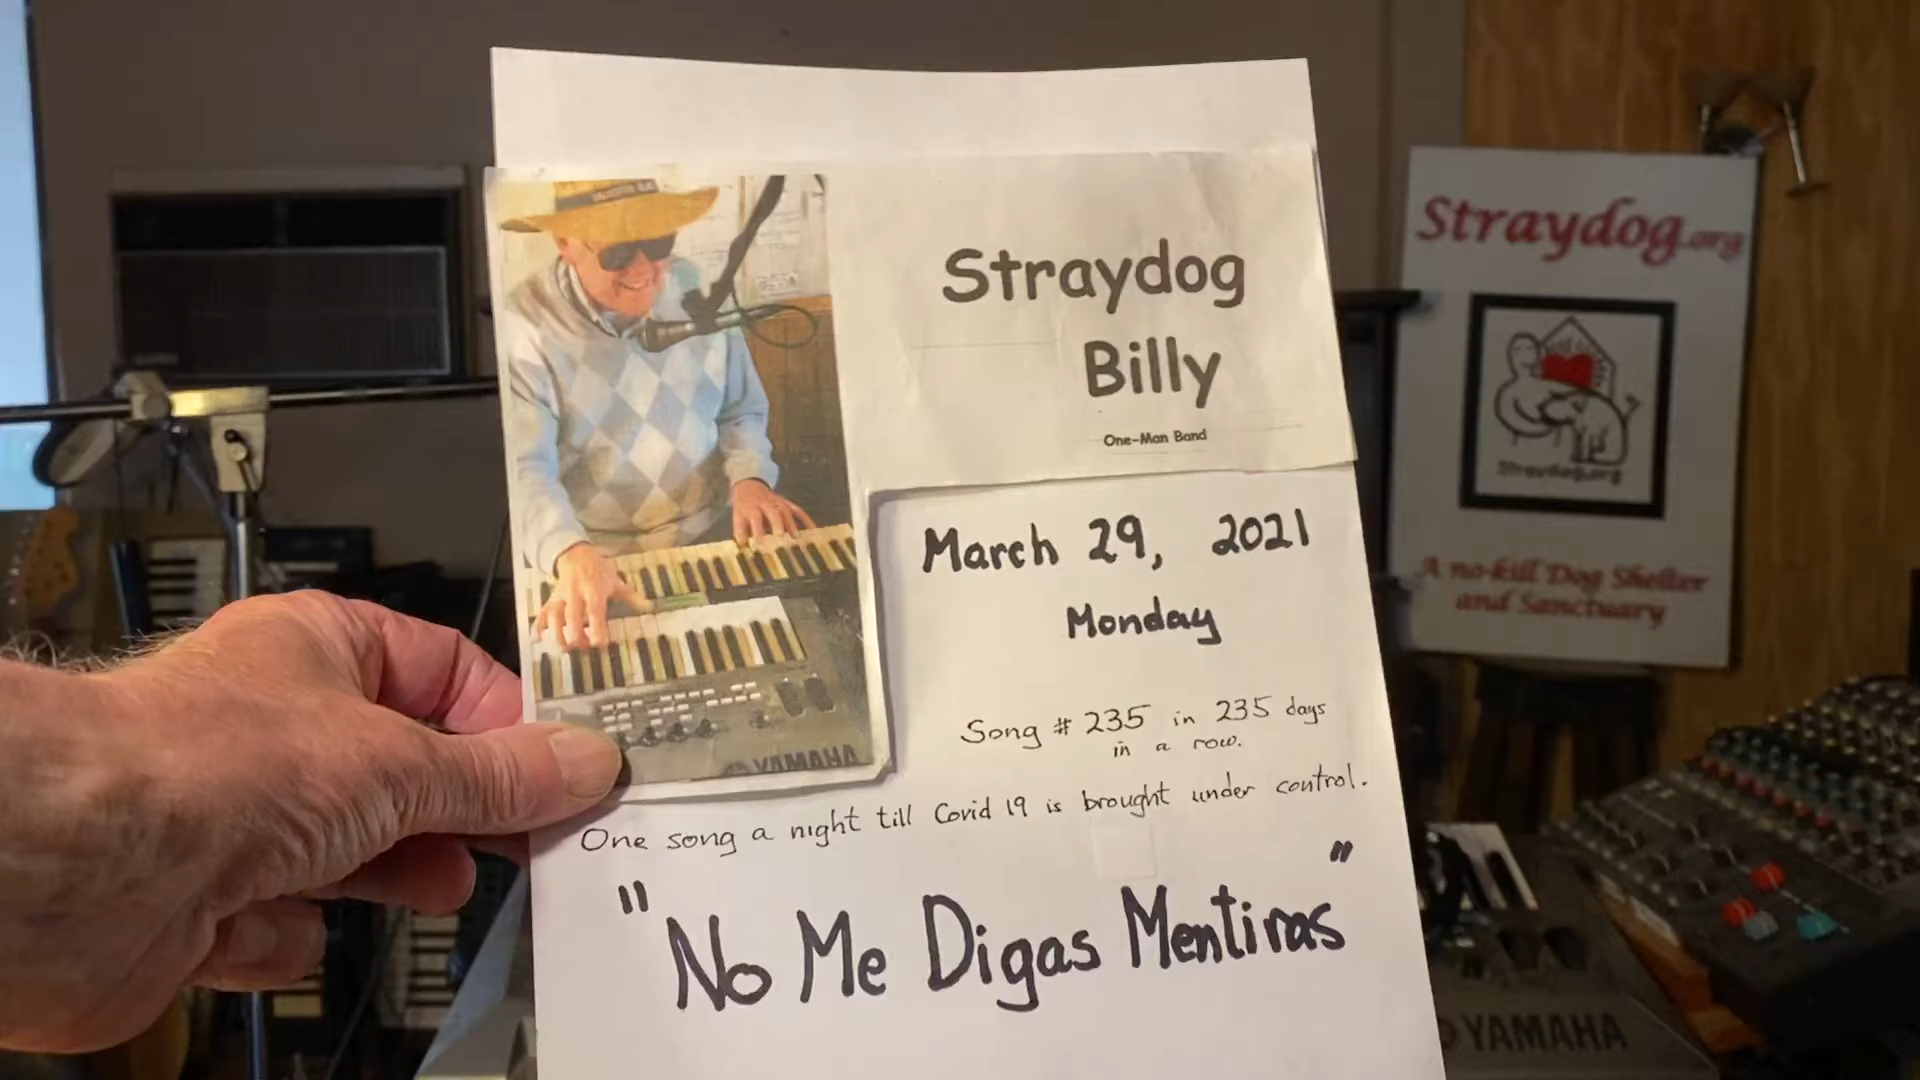 Straydog
Billy
One-Man Band
March 29, 2021
Monday
Song # 235 in 235 days
in a row.
One song a night till Covid 19 is brought under control.
"No Me Digas Mentiras"
YAMAHA
Straydog.org
Straydog.org
A no-kill Dog Shelter
and Sanctuary
YAMAHA